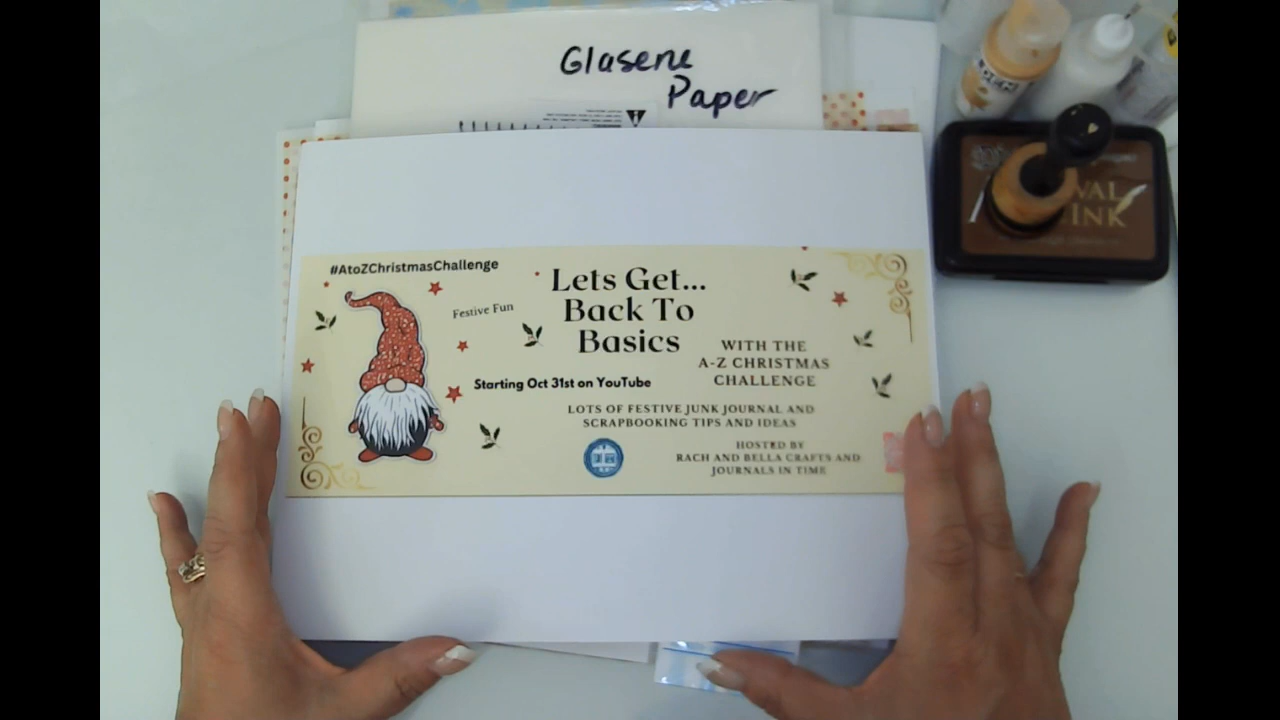 Glasene
Paper
#AtoZChristmasChallenge
Festive Fun
Lets Get...
Back To
Basics
WITH THE
A-Z CHRISTMAS
CHALLENGE
Starting Oct 31st on YouTube
LOTS OF FESTIVE JUNK JOURNAL AND
SCRAPBOOKING TIPS AND IDEAS
HOSTED BY
RACH AND BELLA CRAFTS AND
JOURNALS IN TIME
INK